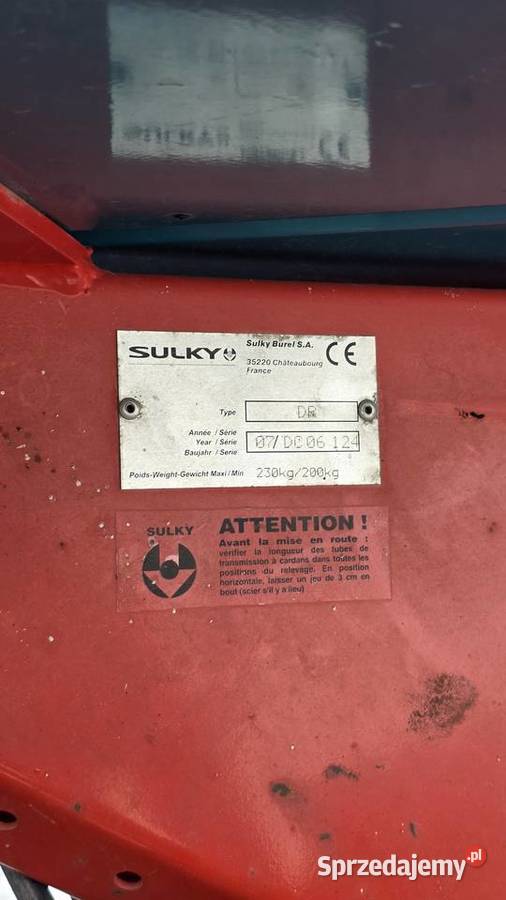 SULKY
Sulky Burel S.A.
35220 Châteaubourg
France
CE
Type DR
Année / Série
Year / Série
Baujahr / Serie
07/DC06 124
Poids-Weight-Gewicht Maxi / Min 230kg/200kg
SULKY
ATTENTION !
Avant la mise en route :
vérifier la longueur des tubes de
transmission à cardans dans toutes les
positions du relevage. En position
horizontale, laisser un jeu de 3 cm en
bout (scier s'il y a lieu)
Sprzedajemy.pl